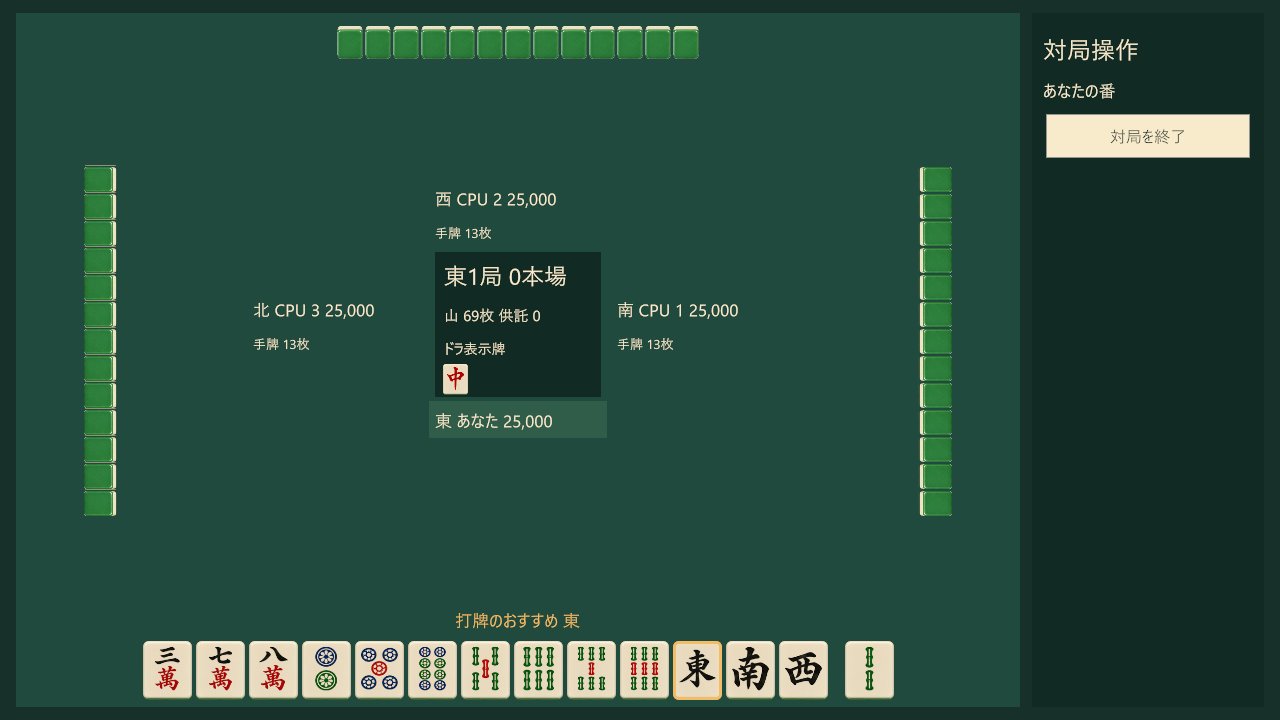 対局操作
あなたの番
対局を終了
西 CPU 2 25,000
手牌 13枚
東1局 0本場
山 69枚 供託 0
ドラ表示牌
中
北 CPU 3 25,000
手牌 13枚
南 CPU 1 25,000
手牌 13枚
東 あなた 25,000
打牌のおすすめ 東
三萬 七萬 八萬 東 南 西